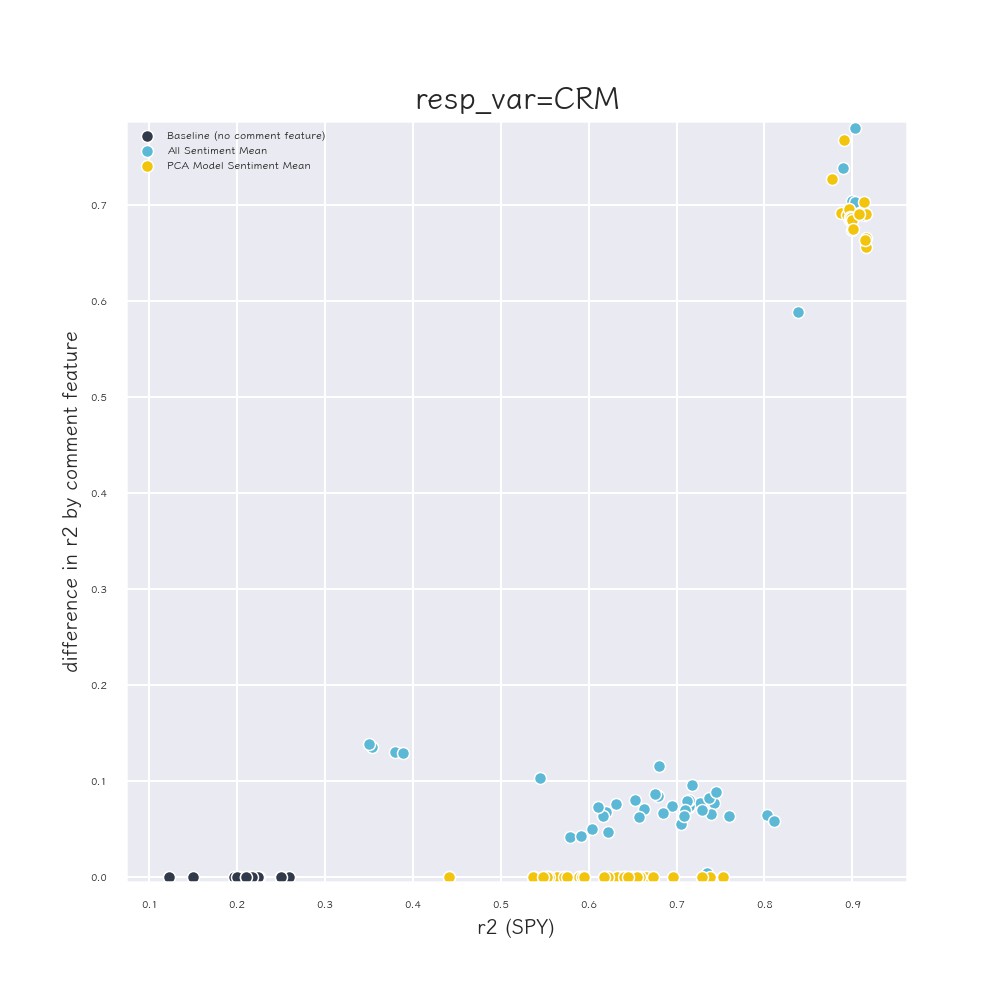 resp_var=CRM
Baseline (no comment feature)
All Sentiment Mean
PCA Model Sentiment Mean
difference in r2 by comment feature
0.7
0.6
0.5
0.4
0.3
0.2
0.1
0.0
0.1 0.2 0.3 0.4 0.5 0.6 0.7 0.8 0.9
r2 (SPY)